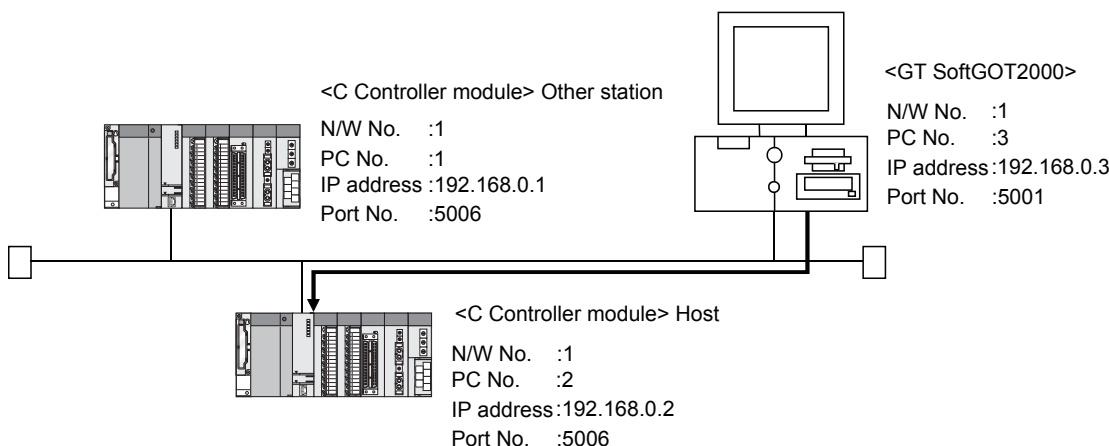 <C Controller module> Other station
N/W No. :1
PC No. :1
IP address :192.168.0.1
Port No. :5006
<GT SoftGOT2000>
N/W No. :1
PC No. :3
IP address :192.168.0.3
Port No. :5001
<C Controller module> Host
N/W No. :1
PC No. :2
IP address :192.168.0.2
Port No. :5006